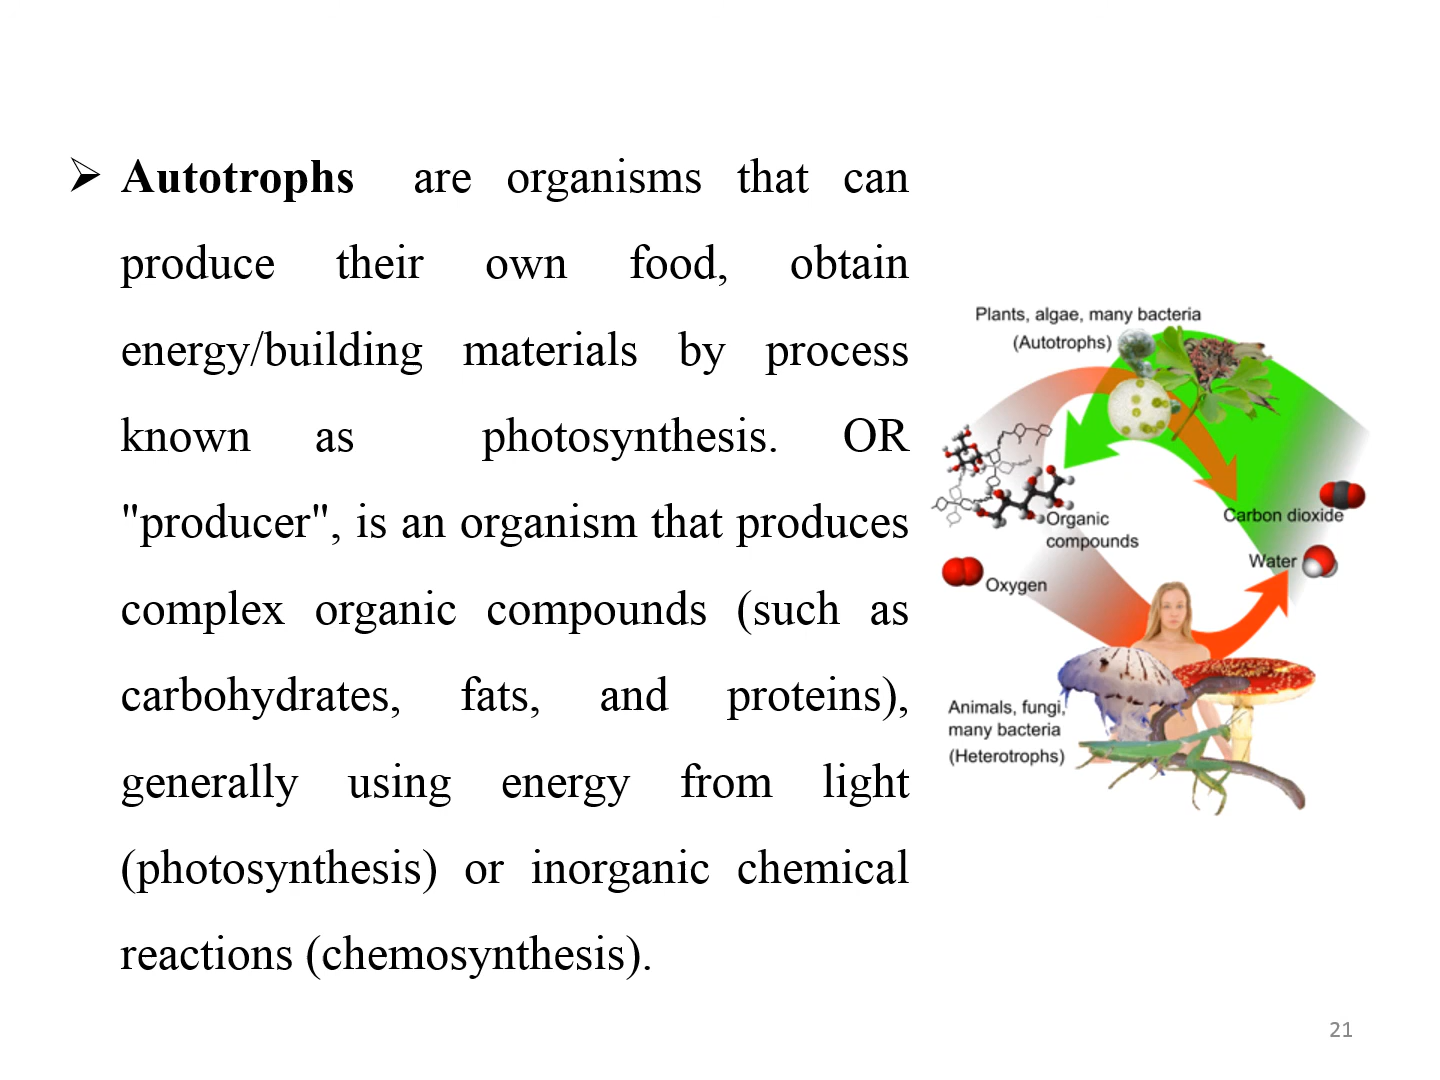 ➢ Autotrophs are organisms that can
produce their own food, obtain
energy/building materials by process
known as photosynthesis. OR
"producer", is an organism that produces
complex organic compounds (such as
carbohydrates, fats, and proteins),
generally using energy from light
(photosynthesis) or inorganic chemical
reactions (chemosynthesis).
Plants, algae, many bacteria
(Autotrophs)
Carbon dioxide
Organic
compounds
Water
Oxygen
Animals, fungi,
many bacteria
(Heterotrophs)
21